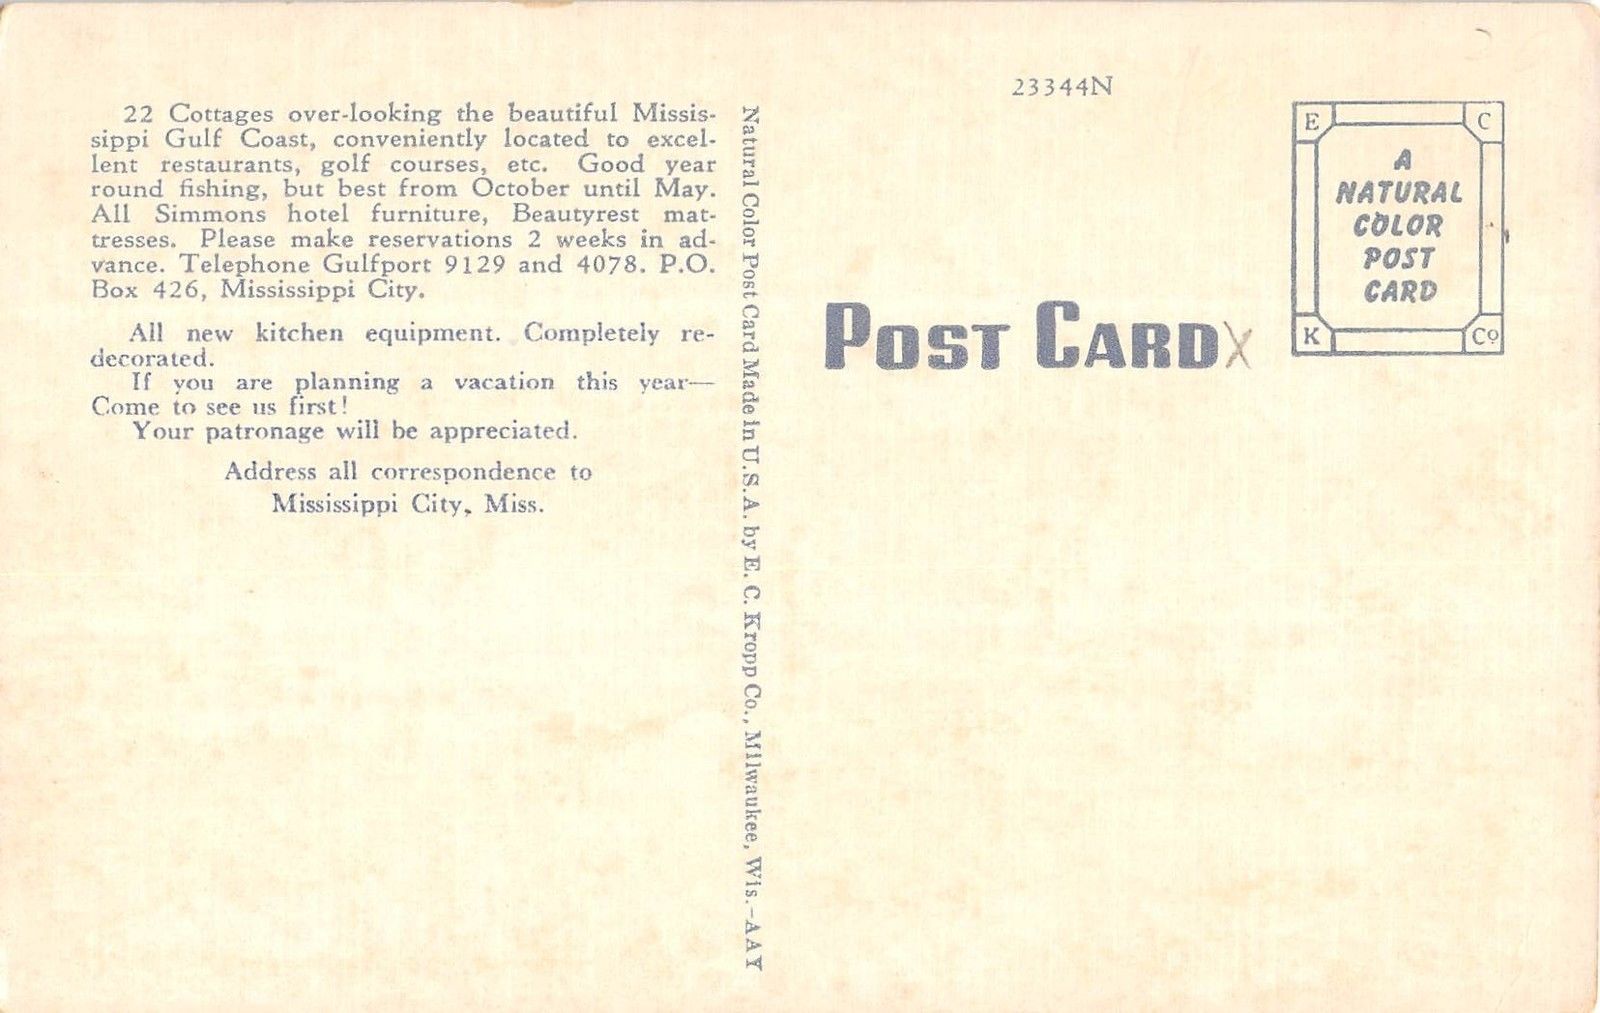 22 Cottages over-looking the beautiful Missis-
sippi Gulf Coast, conveniently located to excel-
lent restaurants, golf courses, etc. Good year
round fishing, but best from October until May.
All Simmons hotel furniture, Beautyrest mat-
tresses. Please make reservations 2 weeks in ad-
vance. Telephone Gulfport 9129 and 4078. P.O.
Box 426, Mississippi City.
All new kitchen equipment. Completely re-
decorated.
If you are planning a vacation this year—
Come to see us first!
Your patronage will be appreciated.
Address all correspondence to
Mississippi City, Miss.
Natural Color Post Card Made in U.S.A. by E. C. Kropp Co., Milwaukee, Wis.-AAY
23344N
POST CARD X
E C
A
NATURAL
COLOR
POST
CARD
K Co